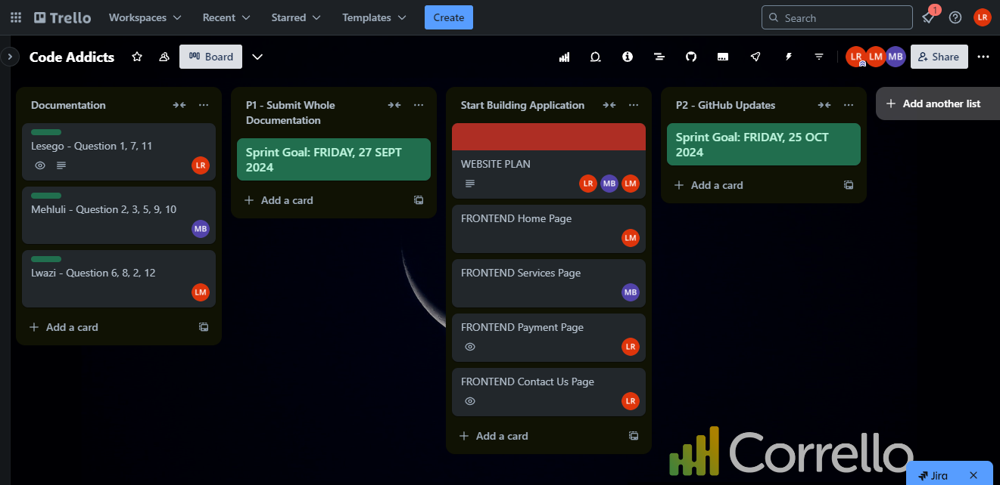 Trello Workspaces Recent Starred Templates Create Search 1 LR
Code Addicts Board LR LM MB Share
Documentation
Lesego - Question 1, 7, 11
LR
Mehluli - Question 2, 3, 5, 9, 10
MB
Lwazi - Question 6, 8, 2, 12
LM
Add a card
P1 - Submit Whole
Documentation
Sprint Goal: FRIDAY, 27 SEPT
2024
Add a card
Start Building Application
WEBSITE PLAN
LR MB LM
FRONTEND Home Page
LM
FRONTEND Services Page
MB
FRONTEND Payment Page
LR
FRONTEND Contact Us Page
LR
Add a card
P2 - GitHub Updates
Sprint Goal: FRIDAY, 25 OCT
2024
Add a card
Add another list
Corrello
Jira